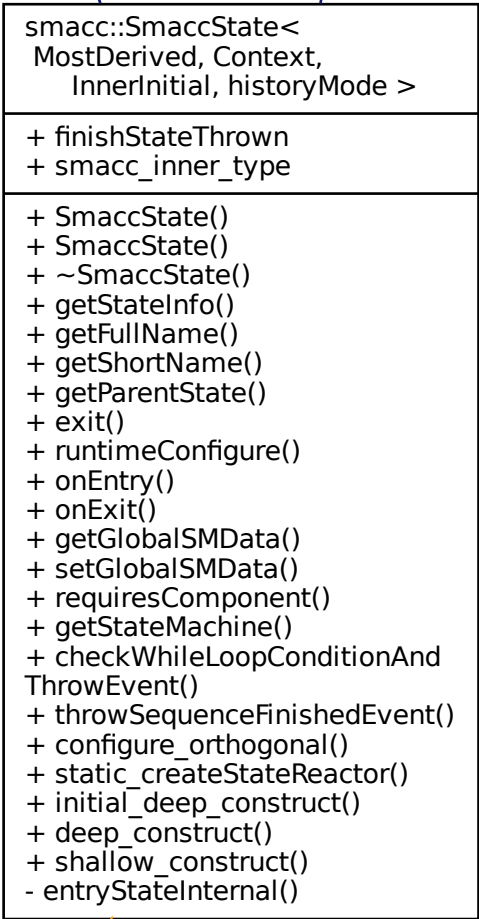 smacc::SmaccState<
MostDerived, Context,
InnerInitial, historyMode >
+ finishStateThrown
+ smacc_inner_type
+ SmaccState()
+ SmaccState()
+ ~SmaccState()
+ getStateInfo()
+ getFullName()
+ getShortName()
+ getParentState()
+ exit()
+ runtimeConfigure()
+ onEntry()
+ onExit()
+ getGlobalSMData()
+ setGlobalSMData()
+ requiresComponent()
+ getStateMachine()
+ checkWhileLoopConditionAnd
ThrowEvent()
+ throwSequenceFinishedEvent()
+ configure_orthogonal()
+ static_createStateReactor()
+ initial_deep_construct()
+ deep_construct()
+ shallow_construct()
- entryStateInternal()